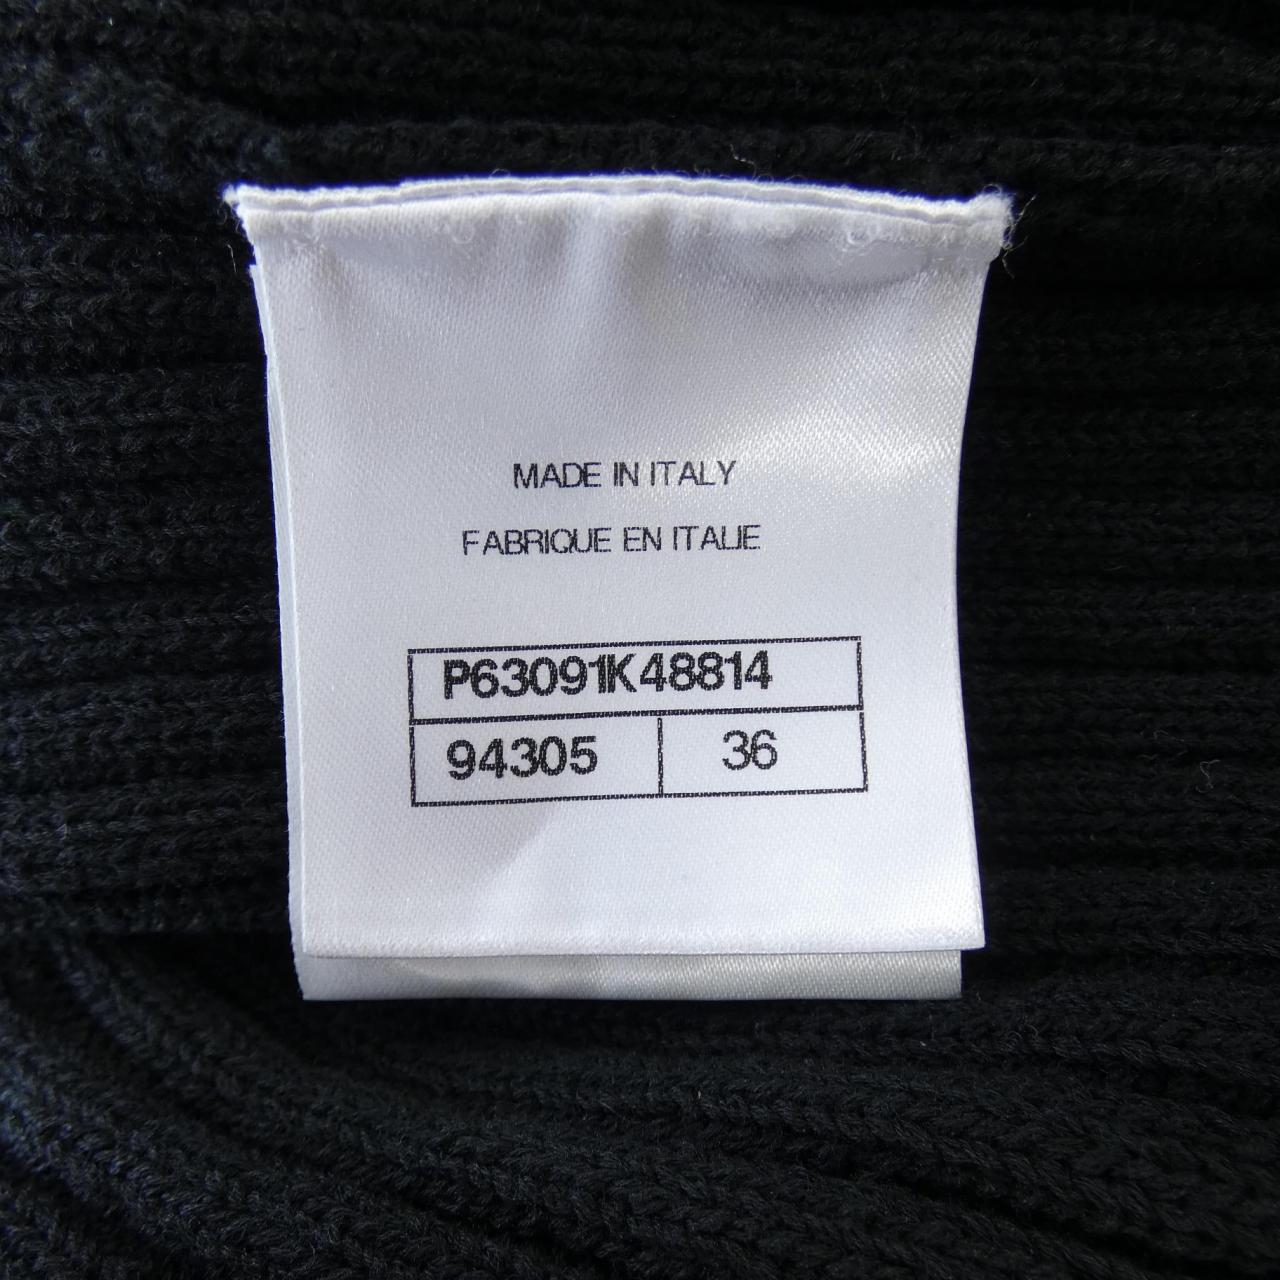 MADE IN ITALY
FABRIQUE EN ITALIE
P63091K48814
94305 36